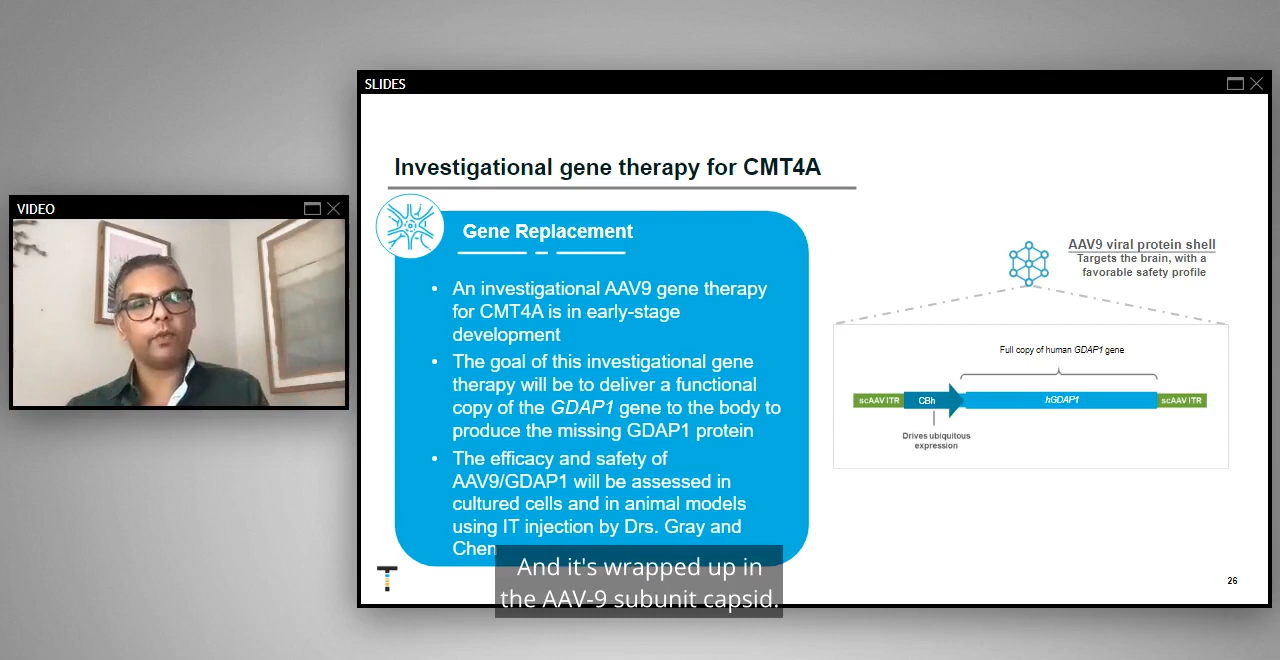 SLIDES
Investigational gene therapy for CMT4A
VIDEO
Gene Replacement
• An investigational AAV9 gene therapy
for CMT4A is in early-stage
development
• The goal of this investigational gene
therapy will be to deliver a functional
copy of the GDAP1 gene to the body to
produce the missing GDAP1 protein
• The efficacy and safety of
AAV9/GDAP1 will be assessed in
cultured cells and in animal models
using IT injection by Drs. Gray and
Chen
AAV9 viral protein shell
Targets the brain, with a
favorable safety profile
Full copy of human GDAP1 gene
scAAV ITR CBh hGDAP1 scAAV ITR
Drives ubiquitous
expression
T
26
And it's wrapped up in
the AAV-9 subunit capsid.